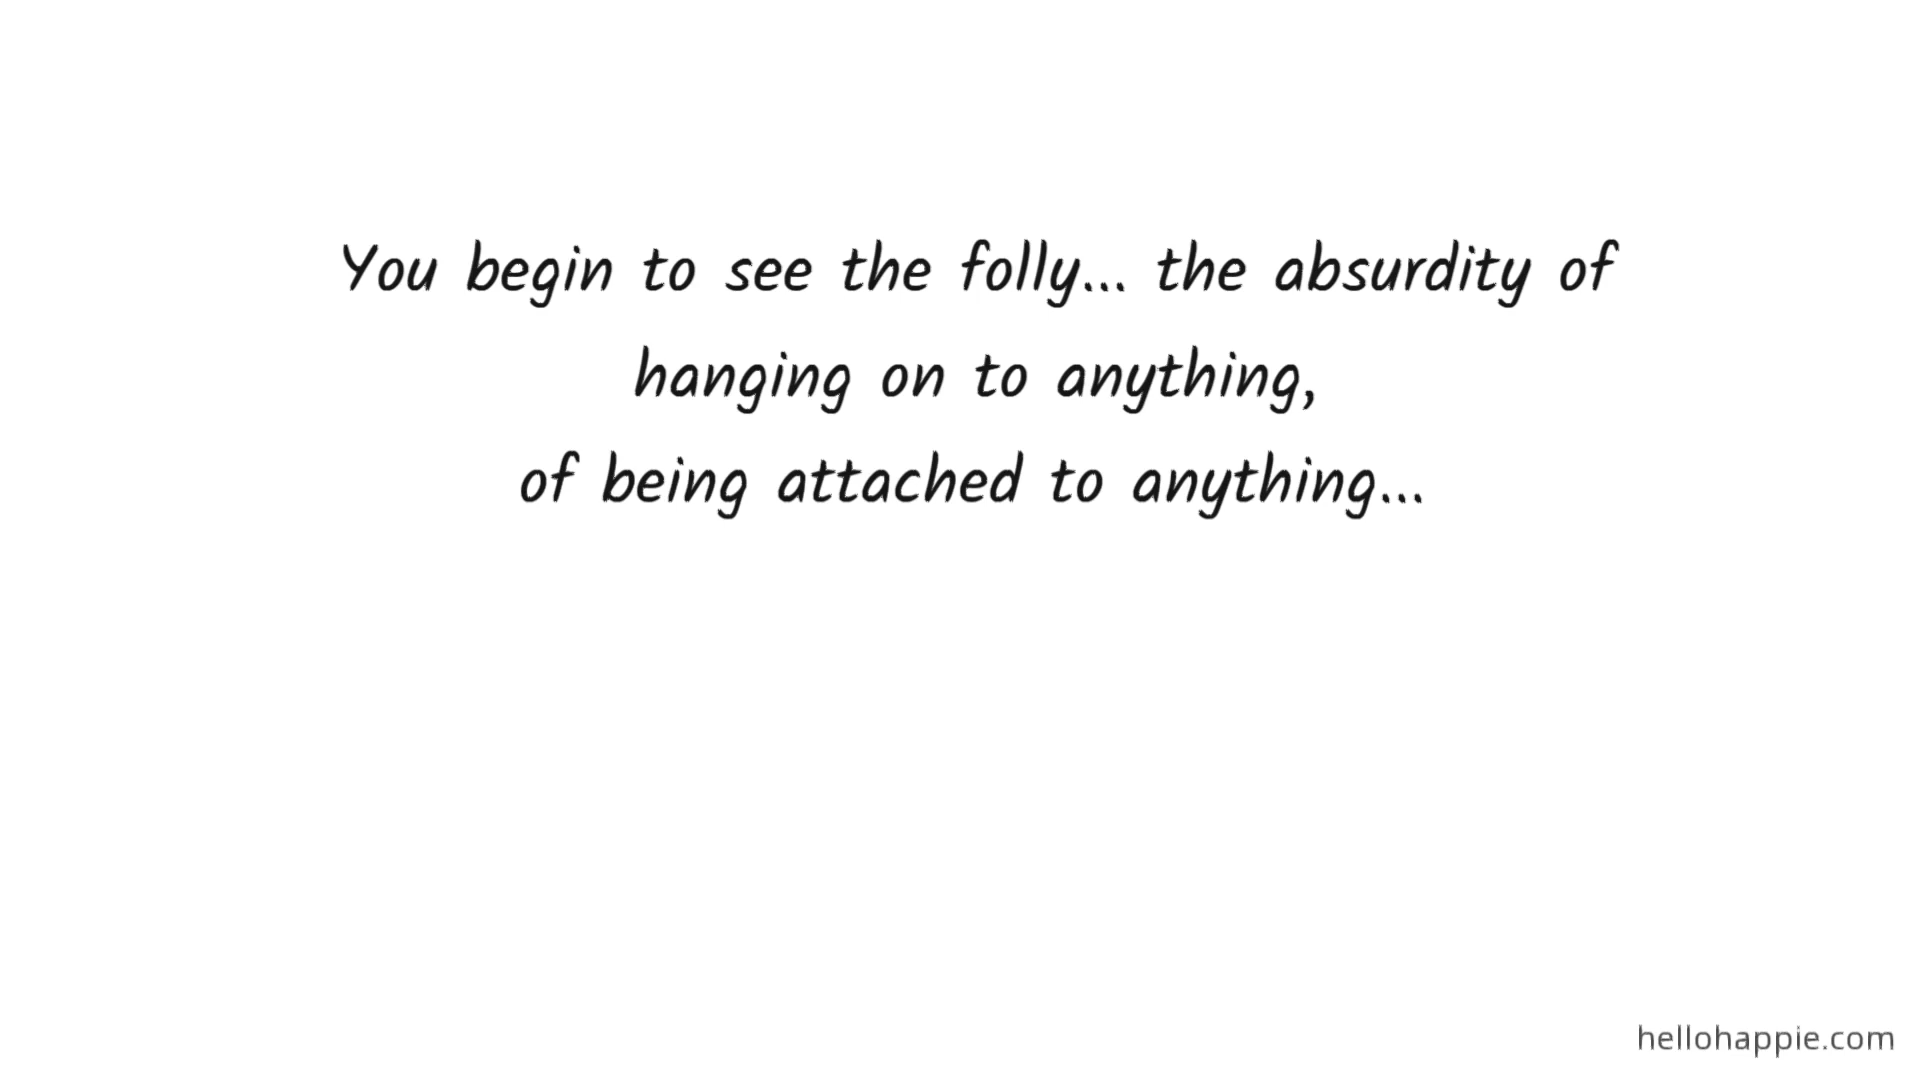 You begin to see the folly... the absurdity of
hanging on to anything,
of being attached to anything...
hellohappie.com